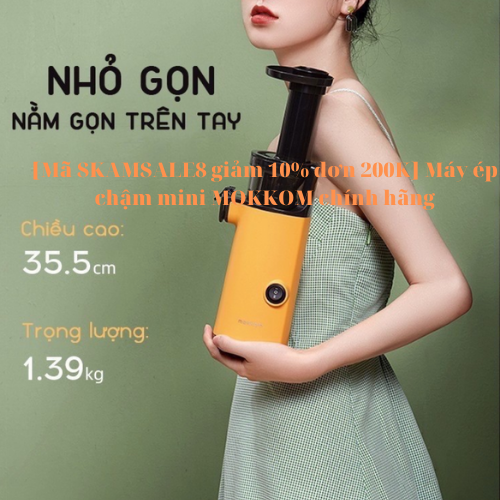 NHỎ GỌN
NẰM GỌN TRÊN TAY
[Mã SKAMSALE8 giảm 10% đơn 200K] Máy ép
chậm mini MOKKOM chính hãng
Chiều cao:
35.5cm
Trọng lượng:
1.39kg